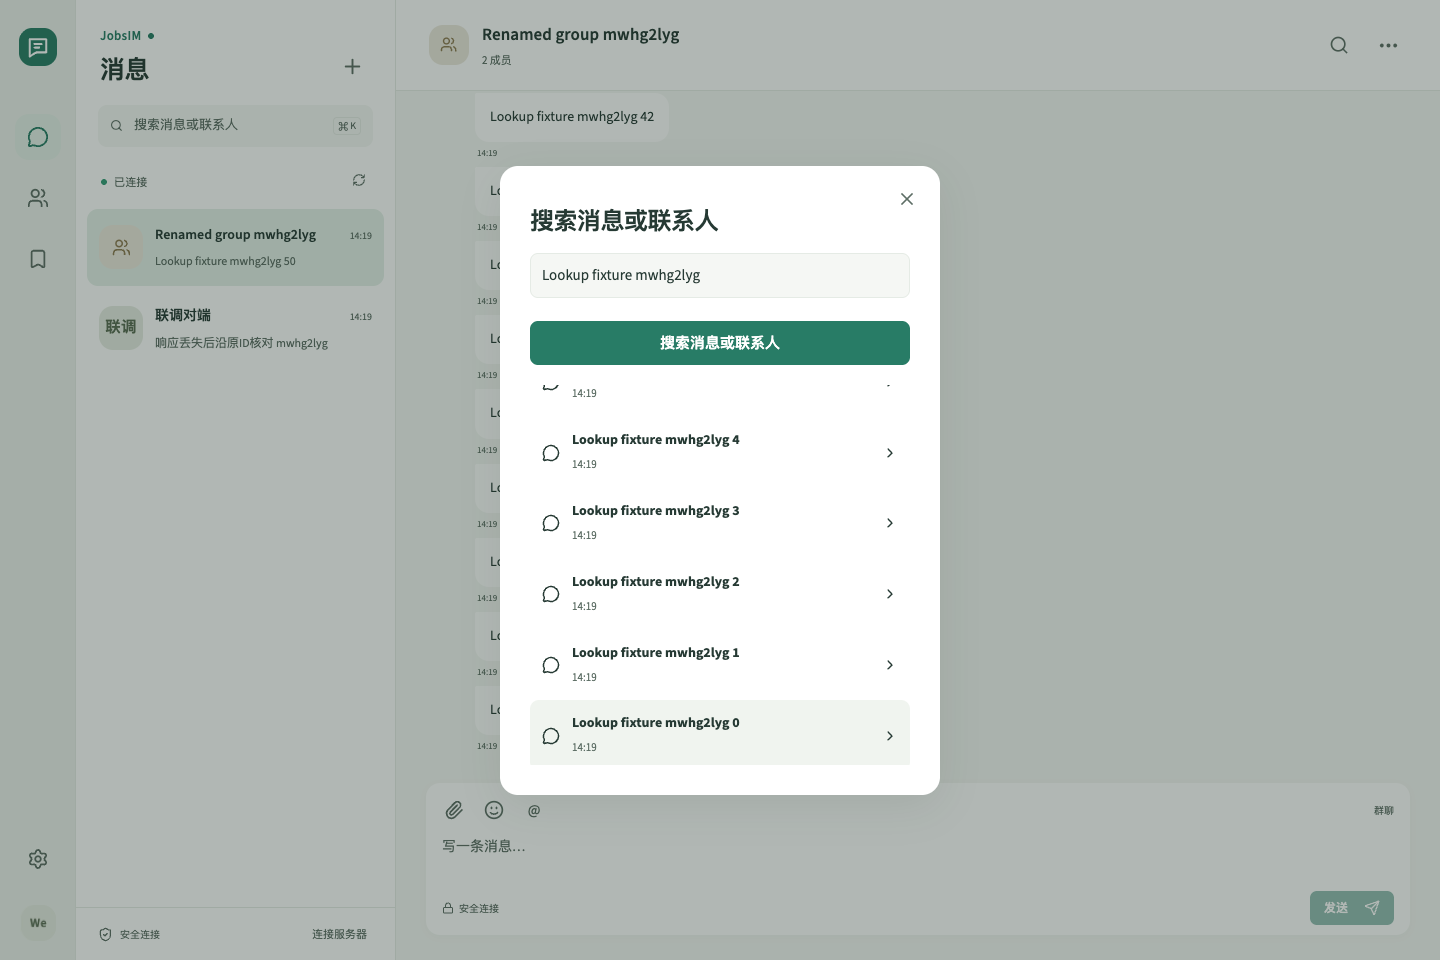 JobsIM
消息
搜索消息或联系人
⌘K
已连接
Renamed group mwhg2lyg
14:19
Lookup fixture mwhg2lyg 50
联调
联调对端
14:19
响应丢失后沿原ID核对 mwhg2lyg
We
安全连接
连接服务器
Renamed group mwhg2lyg
2 成员
Lookup fixture mwhg2lyg 42
14:19
14:19
14:19
14:19
14:19
14:19
14:19
14:19
14:19
搜索消息或联系人
Lookup fixture mwhg2lyg
搜索消息或联系人
14:19
Lookup fixture mwhg2lyg 4
14:19
Lookup fixture mwhg2lyg 3
14:19
Lookup fixture mwhg2lyg 2
14:19
Lookup fixture mwhg2lyg 1
14:19
Lookup fixture mwhg2lyg 0
14:19
@
群聊
写一条消息...
安全连接
发送